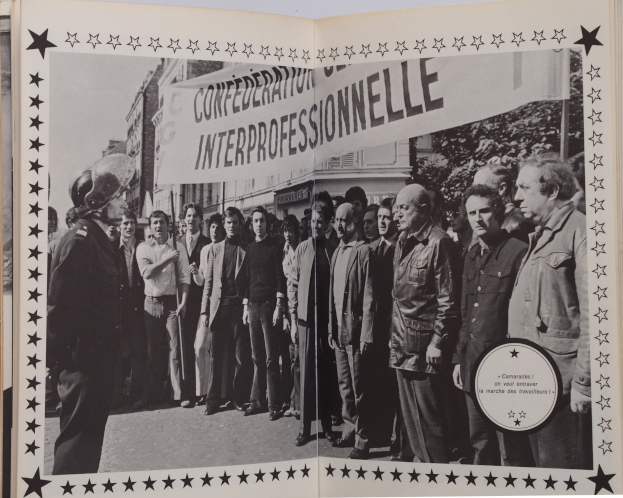 CONFÉDÉRATION
INTERPROFESSIONNELLE
« Camarades !
on veut entraver
la marche des travailleurs ! »